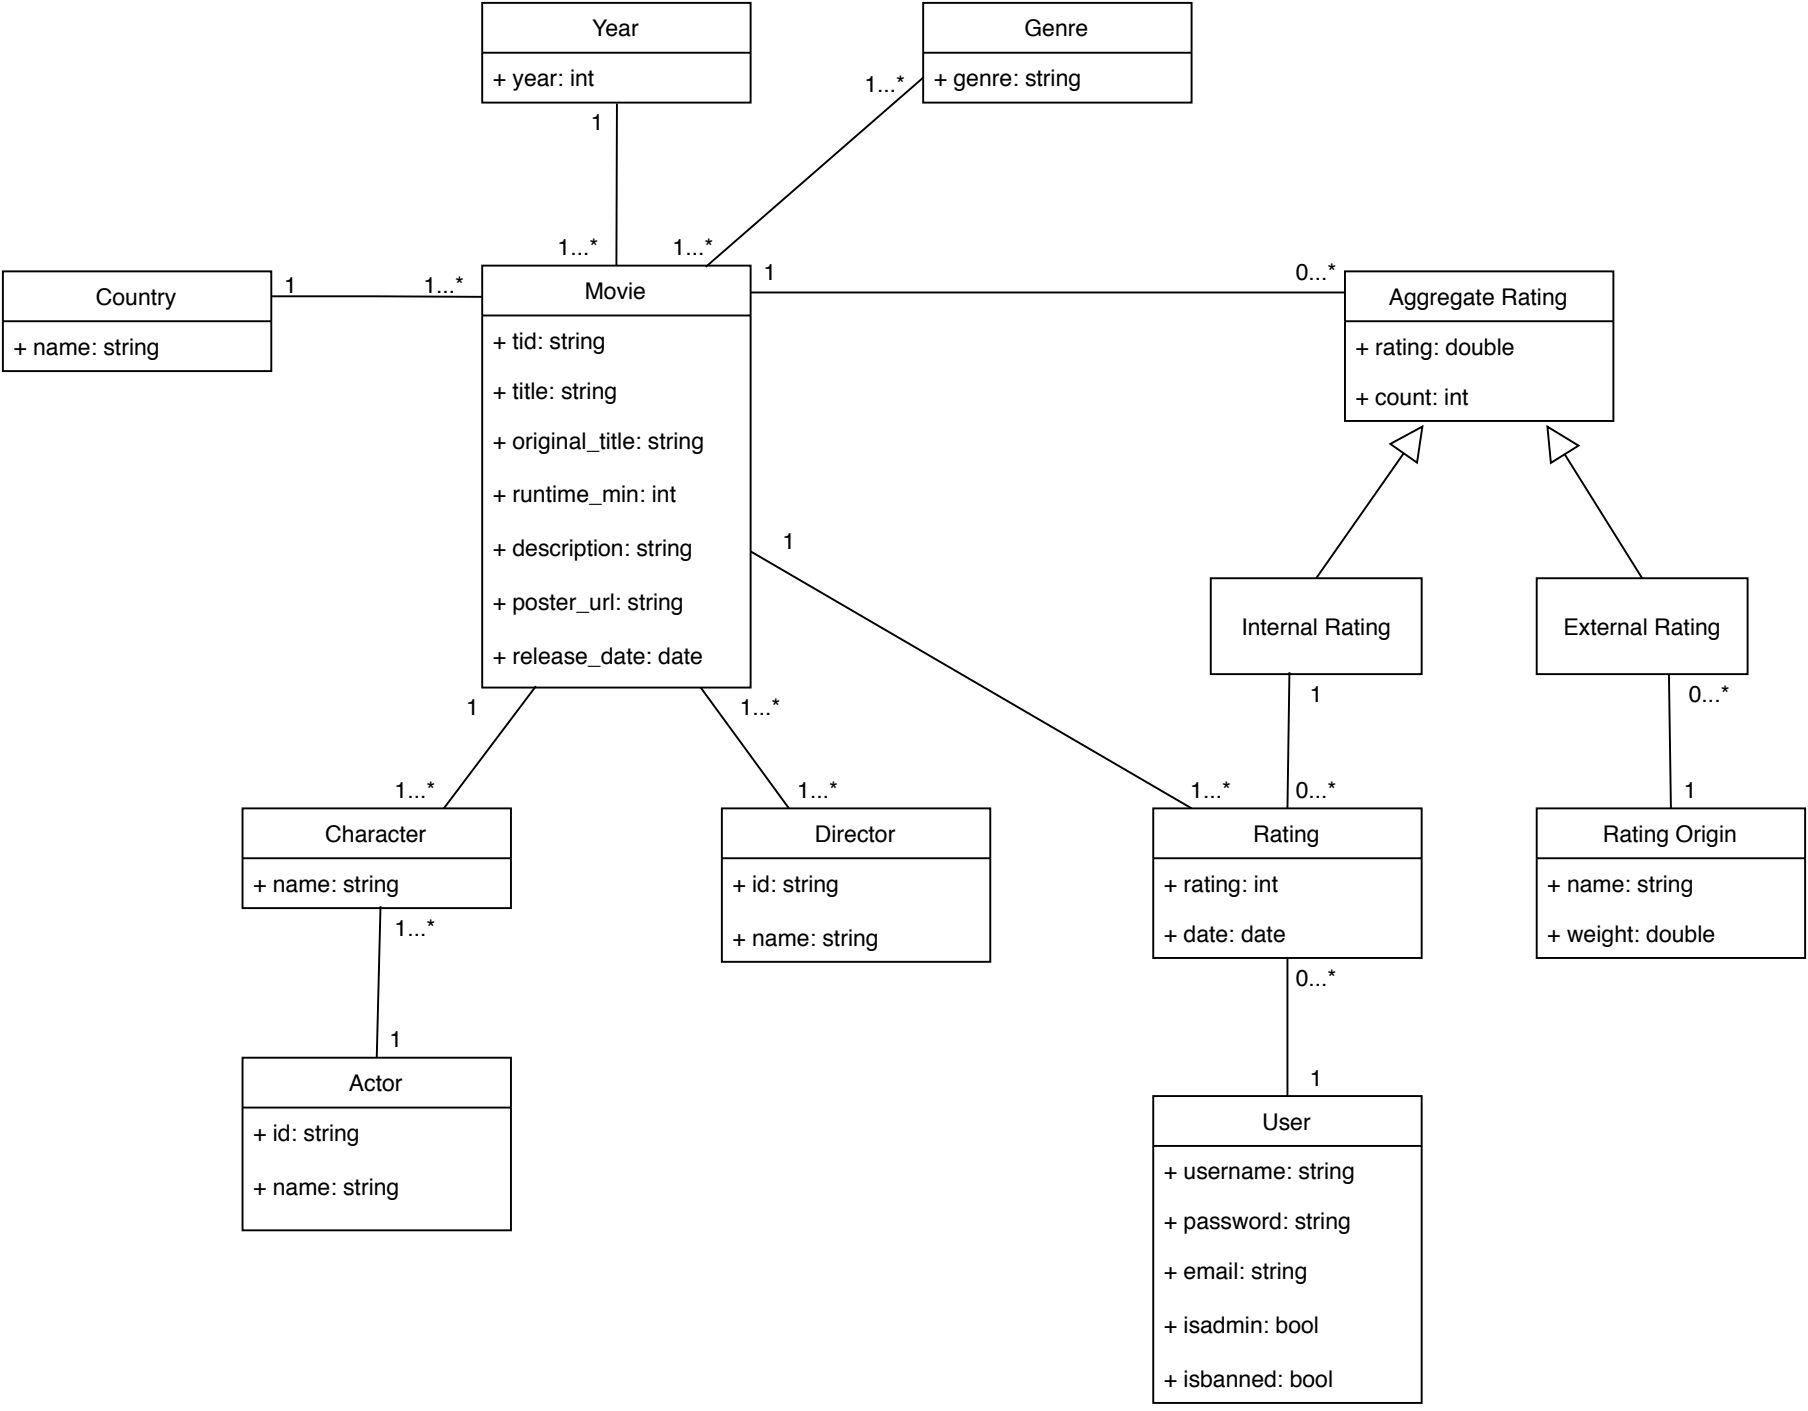 Year
+ year: int
1
Genre
+ genre: string
1...*
1...*
1...*
Country
+ name: string
1
1...*
Movie
+ tid: string
+ title: string
+ original_title: string
+ runtime_min: int
+ description: string
+ poster_url: string
+ release_date: date
1
0...*
Aggregate Rating
+ rating: double
+ count: int
1
Internal Rating
External Rating
1
1...*
1
0...*
1...*
1...*
1...*
0...*
1
Character
+ name: string
Director
+ id: string
+ name: string
Rating
+ rating: int
+ date: date
Rating Origin
+ name: string
+ weight: double
1...*
0...*
1
1
Actor
+ id: string
+ name: string
User
+ username: string
+ password: string
+ email: string
+ isadmin: bool
+ isbanned: bool